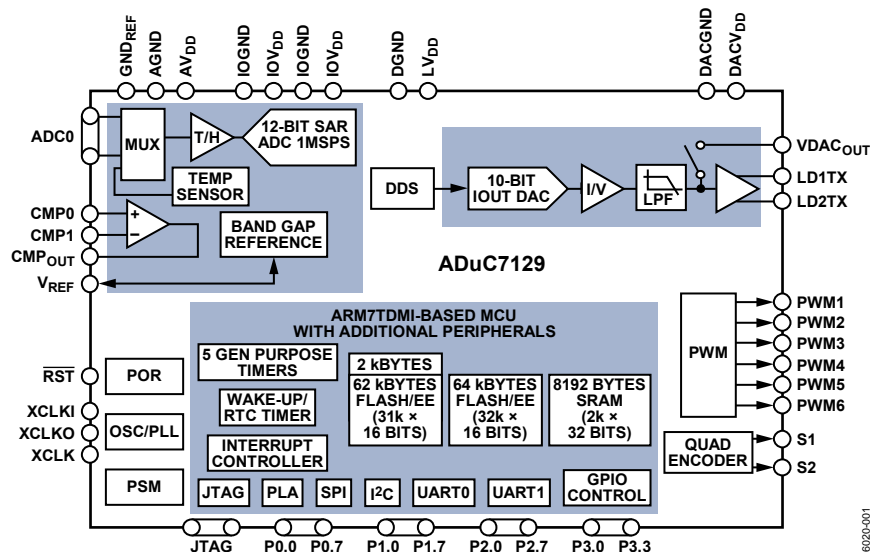 GNDREF
AGND
AVDD
IOGND
IOVDD
IOGND
IOVDD
DGND
LVDD
DACGND
DACVDD
ADC0
MUX
T/H
12-BIT SAR
ADC 1MSPS
TEMP
SENSOR
CMP0
CMP1
CMPOUT
VREF
+
–
BAND GAP
REFERENCE
DDS
10-BIT
IOUT DAC
I/V
LPF
VDACOUT
LD1TX
LD2TX
ADuC7129
ARM7TDMI-BASED MCU
WITH ADDITIONAL PERIPHERALS
5 GEN PURPOSE
TIMERS
WAKE-UP/
RTC TIMER
INTERRUPT
CONTROLLER
2 kBYTES
62 kBYTES
FLASH/EE
(31k ×
16 BITS)
64 kBYTES
FLASH/EE
(32k ×
16 BITS)
8192 BYTES
SRAM
(2k ×
32 BITS)
JTAG
PLA
SPI
I2C
UART0
UART1
GPIO
CONTROL
RST
XCLKI
XCLKO
XCLK
POR
OSC/PLL
PSM
PWM
PWM1
PWM2
PWM3
PWM4
PWM5
PWM6
QUAD
ENCODER
S1
S2
JTAG
P0.0
P0.7
P1.0
P1.7
P2.0
P2.7
P3.0
P3.3
6020-001